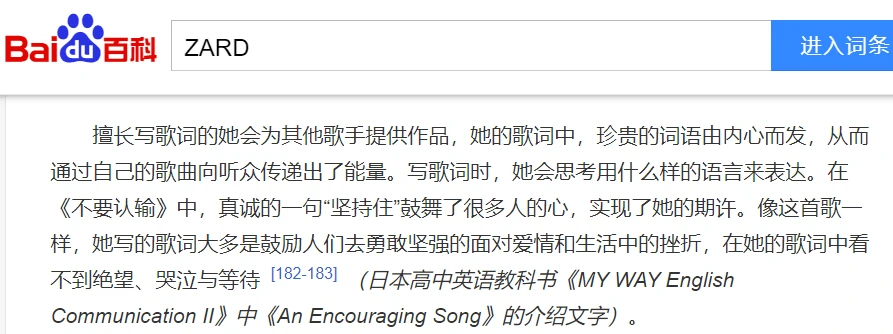 Bai du 百科 ZARD 进入词条
擅长写歌词的她会为其他歌手提供作品，她的歌词中，珍贵的词语由内心而发，从而
通过自己的歌曲向听众传递出了能量。写歌词时，她会思考用什么样的语言来表达。在
《不要认输》中，真诚的一句“坚持住”鼓舞了很多人的心，实现了她的期许。像这首歌一
样，她写的歌词大多是鼓励人们去勇敢坚强的面对爱情和生活中的挫折，在她的歌词中看
不到绝望、哭泣与等待 [182-183] （日本高中英语教科书《MY WAY English
Communication II》中《An Encouraging Song》的介绍文字）。